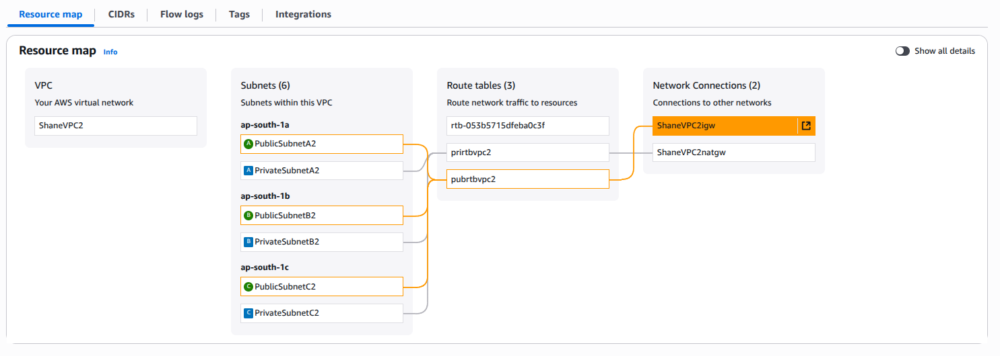 Resource map
CIDRs
Flow logs
Tags
Integrations
Resource map Info
Show all details
VPC
Your AWS virtual network
ShaneVPC2
Subnets (6)
Subnets within this VPC
ap-south-1a
A PublicSubnetA2
A PrivateSubnetA2
ap-south-1b
B PublicSubnetB2
B PrivateSubnetB2
ap-south-1c
C PublicSubnetC2
C PrivateSubnetC2
Route tables (3)
Route network traffic to resources
rtb-053b5715dfeba0c3f
prirtbvpc2
pubrtbvpc2
Network Connections (2)
Connections to other networks
ShaneVPC2igw
ShaneVPC2natgw